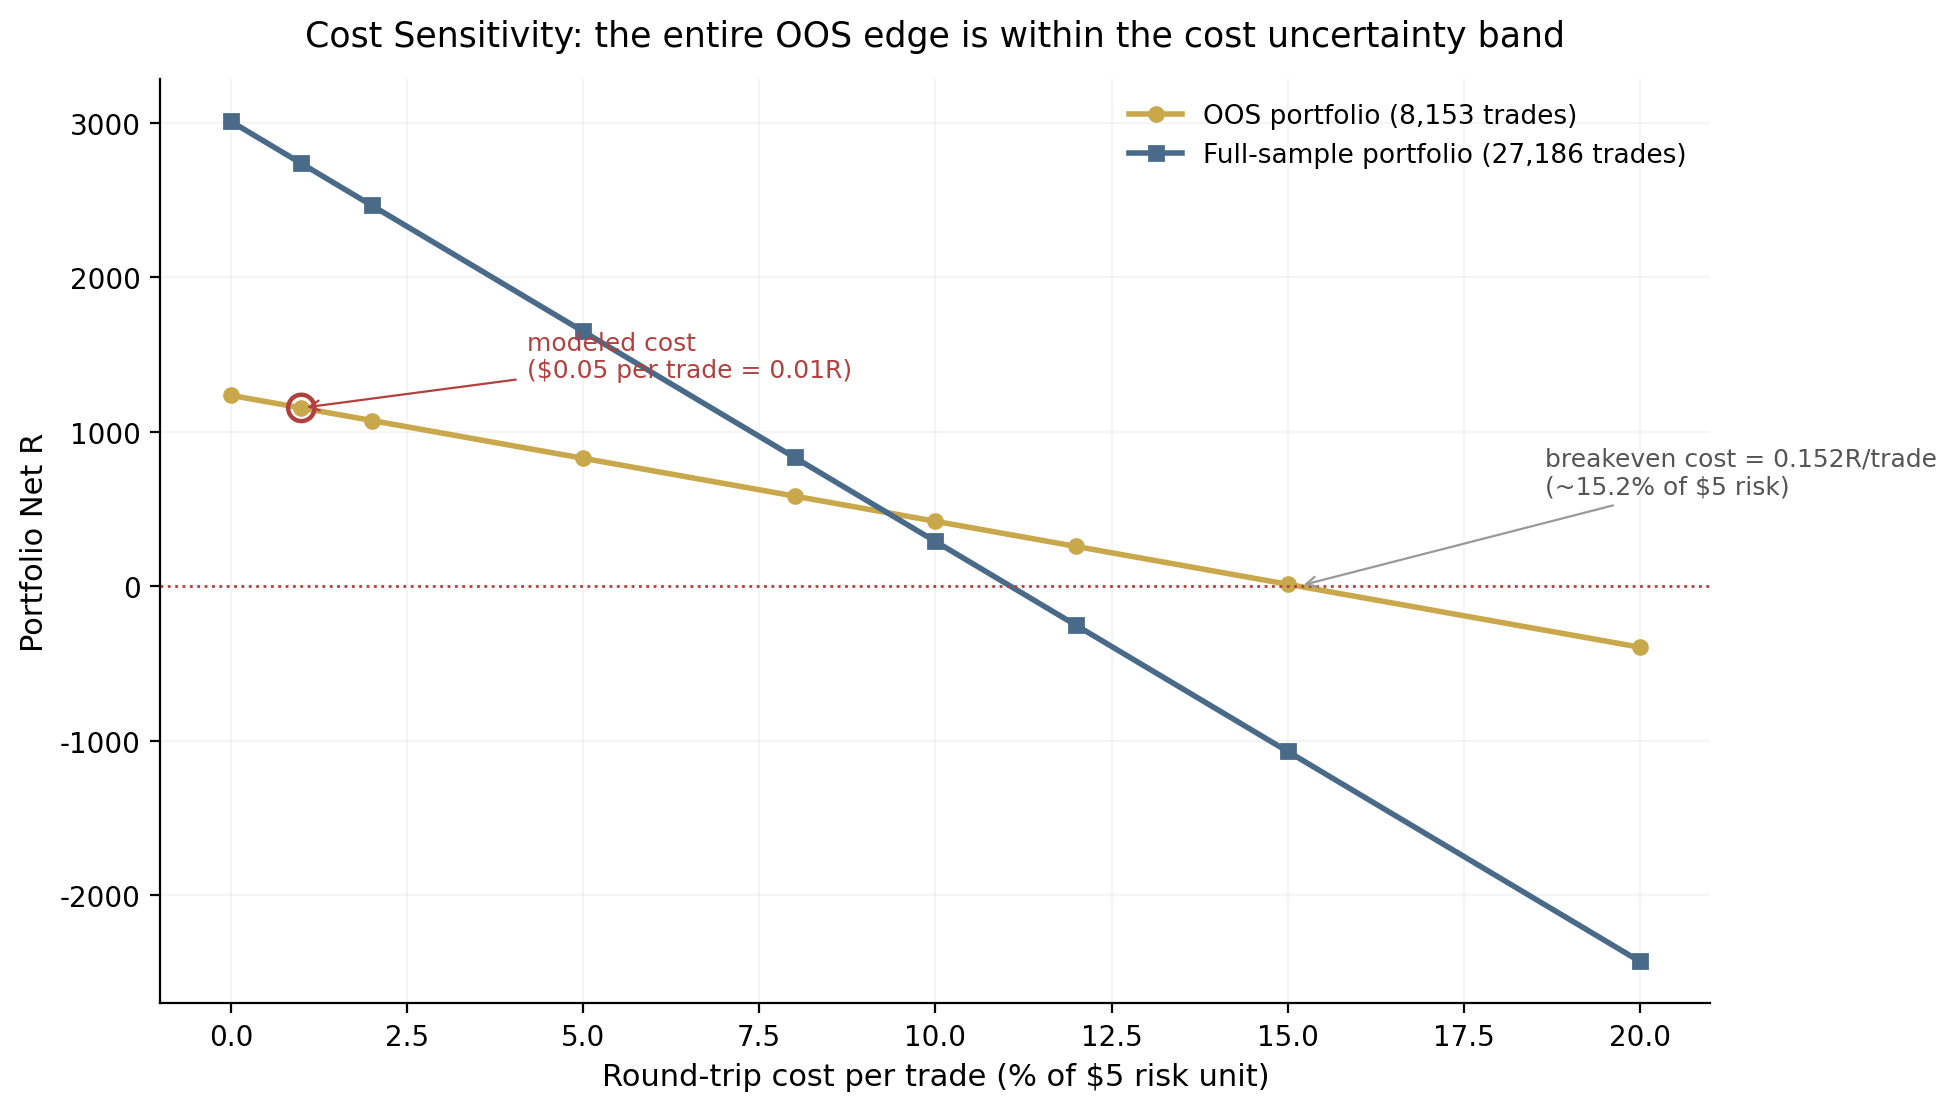 Cost Sensitivity: the entire OOS edge is within the cost uncertainty band
OOS portfolio (8,153 trades)
Full-sample portfolio (27,186 trades)
modeled cost
($0.05 per trade = 0.01R)
breakeven cost = 0.152R/trade
(~15.2% of $5 risk)
Portfolio Net R
3000
2000
1000
0
-1000
-2000
0.0 2.5 5.0 7.5 10.0 12.5 15.0 17.5 20.0
Round-trip cost per trade (% of $5 risk unit)